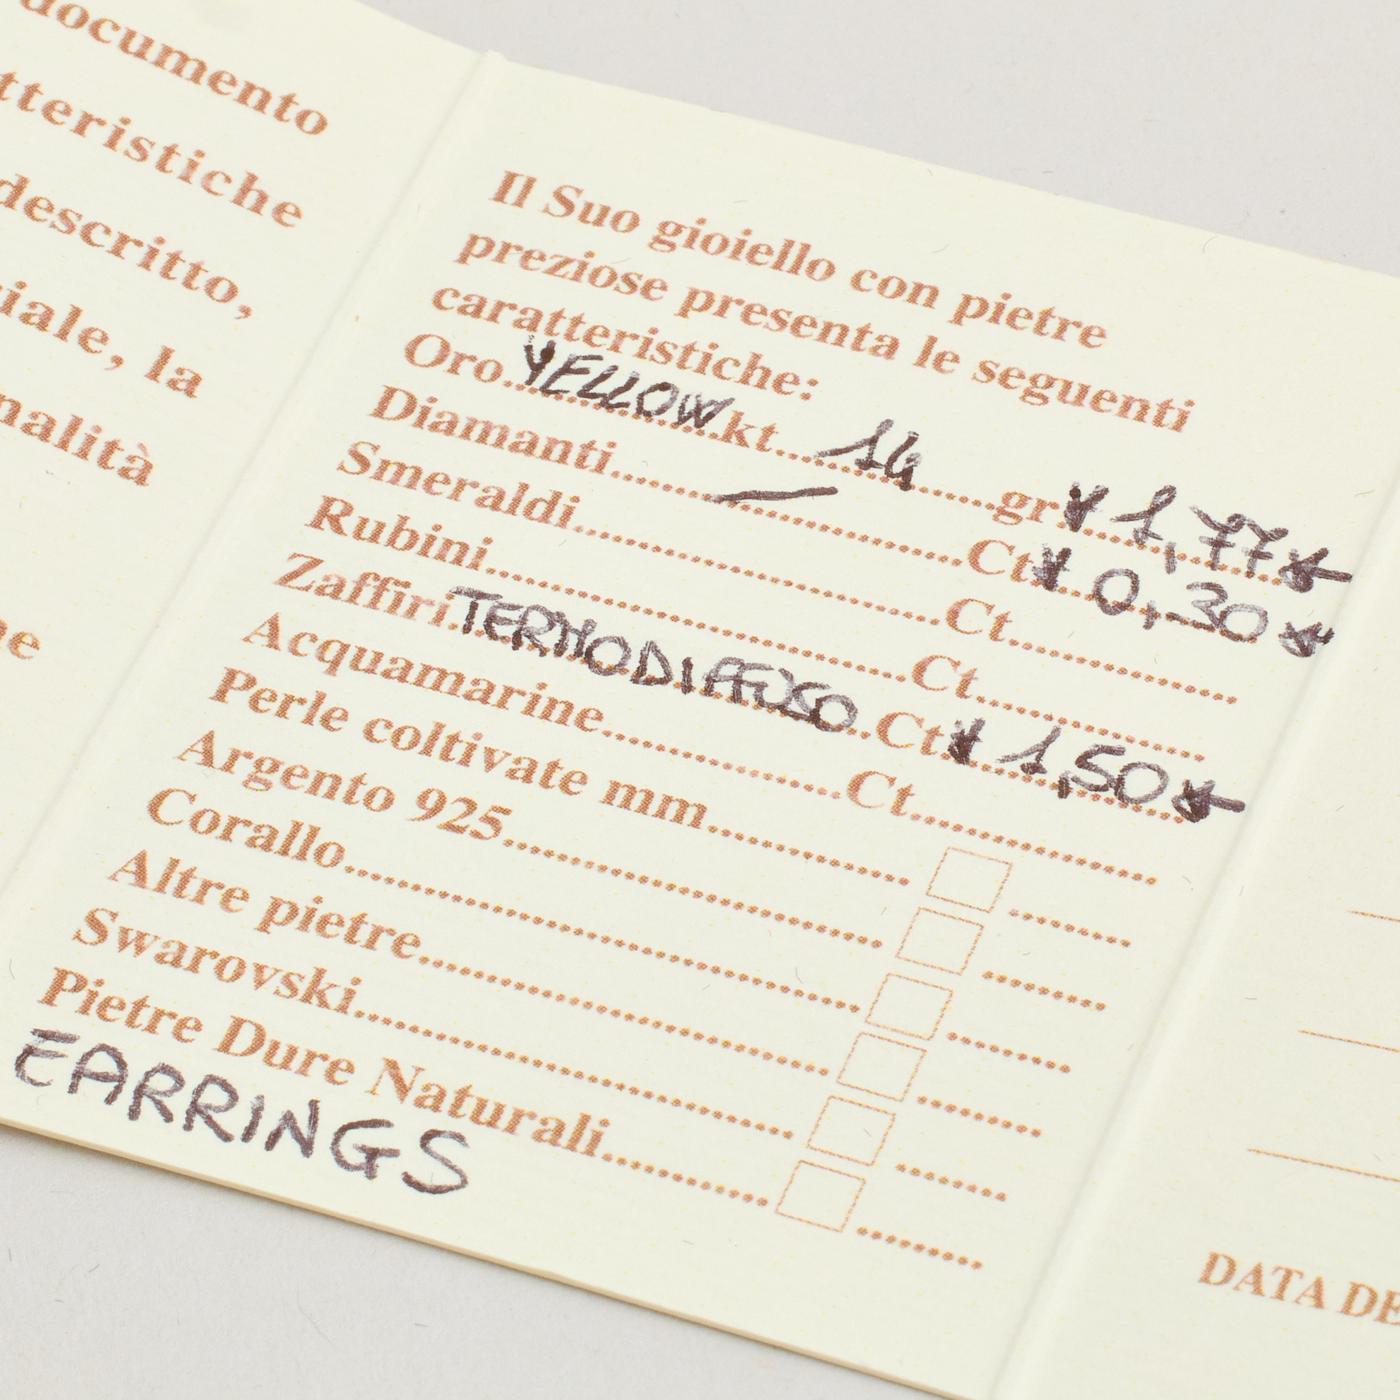 documento
tteristiche
descritto,
iale, la
nalità
ne
Il Suo gioiello con pietre
preziose presenta le seguenti
caratteristiche:
Oro...YELLOW...kt...14...gr. 1,77
Diamanti...—...Ct. 0,30
Smeraldi...Ct...
Rubini...Ct...
Zaffiri...TERMODIFFUSO...Ct. 1,50
Acquamarine...Ct...
Perle coltivate mm...
Argento 925...
Corallo...
Altre pietre...
Swarovski...
Pietre Dure Naturali...
EARRINGS
DATA DE